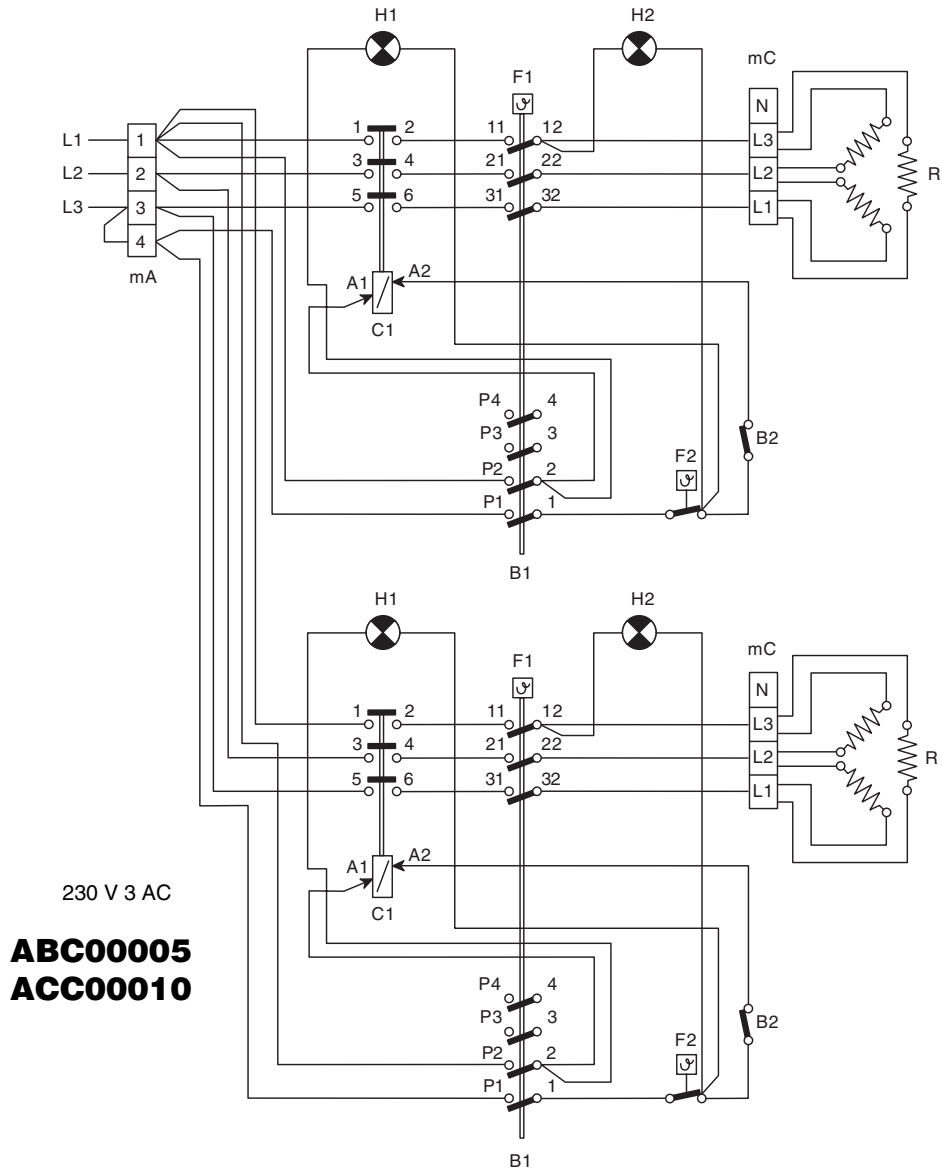 H1 H2
F1 mC
ϑ
N
L1 1 1 2 11 12 L3
L2 2 3 4 21 22 L2 R
L3 3 5 6 31 32 L1
4
mA
A1 A2
C1
P4 4
P3 3 B2
P2 2 F2
ϑ
P1 1
B1
H1 H2
F1 mC
ϑ
N
1 2 11 12 L3
3 4 21 22 L2 R
5 6 31 32 L1
A1 A2
230 V 3 AC
C1
ABC00005
ACC00010
P4 4
P3 3 B2
P2 2 F2
ϑ
P1 1
B1